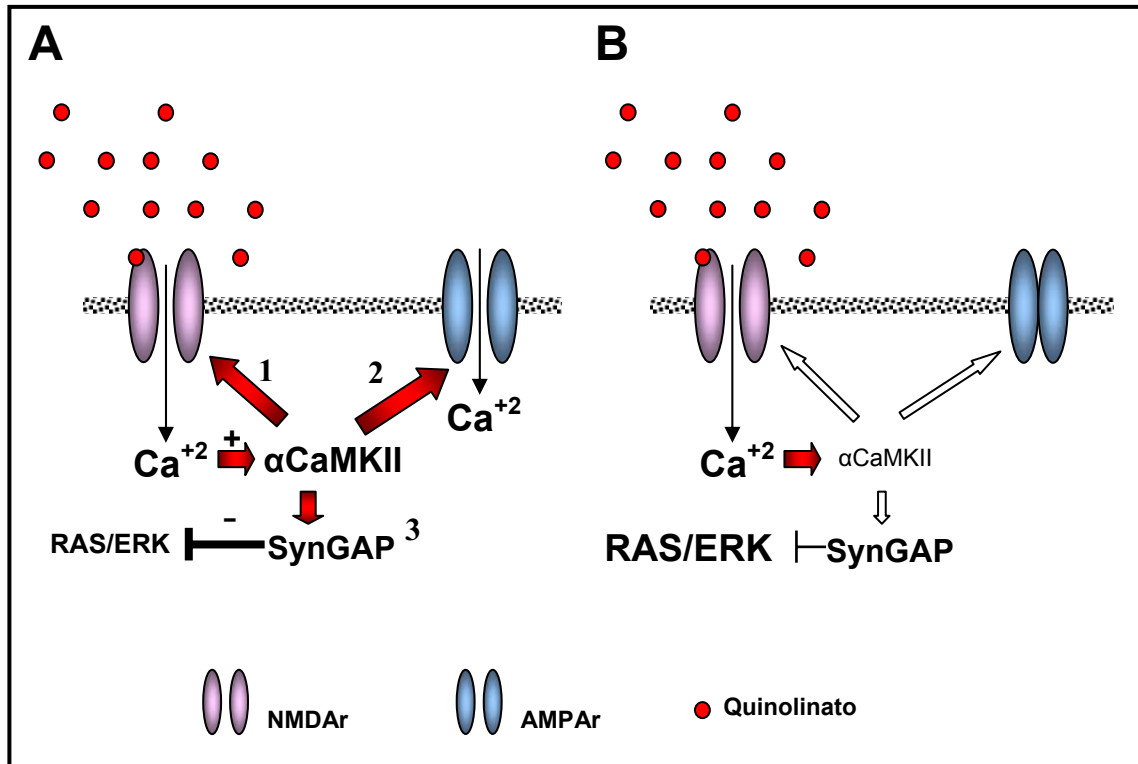 A
B
1
2
Ca+2
Ca+2
+
αCaMKII
-
RAS/ERK
SynGAP
3
Ca+2
αCaMKII
RAS/ERK
SynGAP
NMDAr
AMPAr
Quinolinato